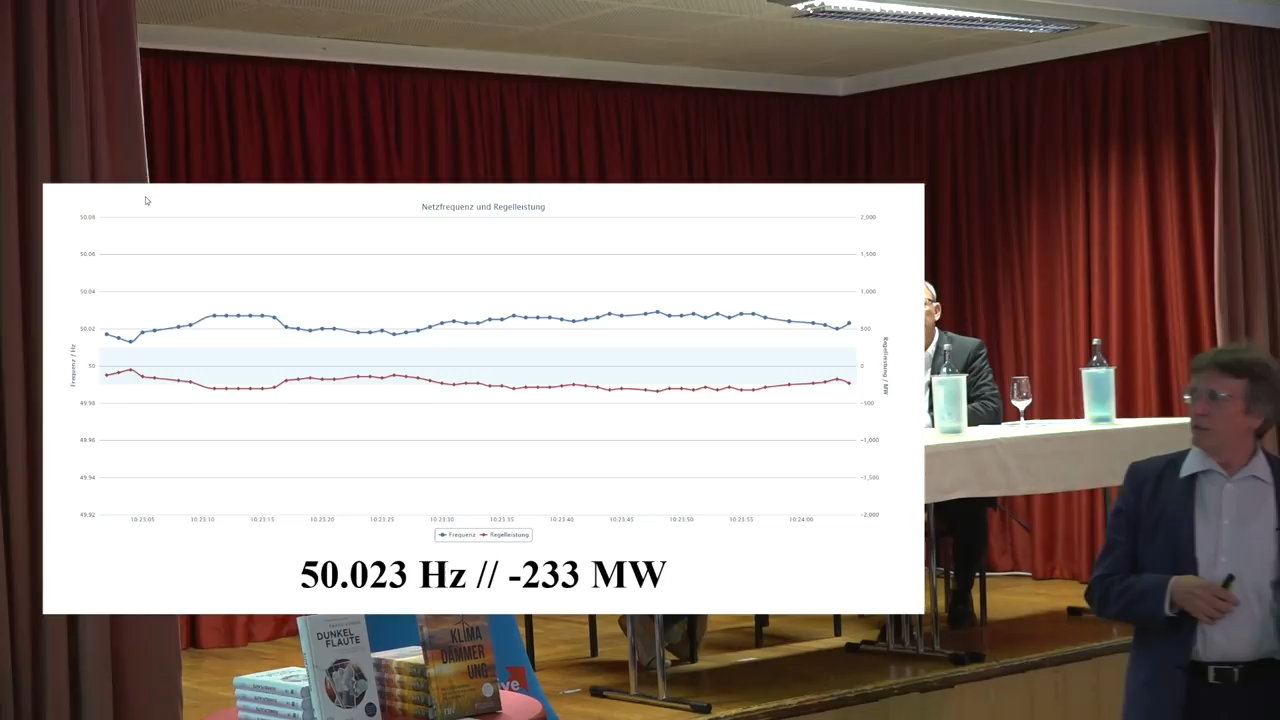 Netzfrequenz und Regelleistung
50.08
50.06
50.04
50.02
50
49.98
49.96
49.94
49.92
Frequenz / Hz
2,000
1,500
1,000
500
0
-500
-1,000
-1,500
-2,000
Regelleistung / MW
10:23:05 10:23:10 10:23:15 10:23:20 10:23:25 10:23:30 10:23:35 10:23:40 10:23:45 10:23:50 10:23:55 10:24:00
Frequenz Regelleistung
50.023 Hz // -233 MW
DUNKEL
FLAUTE
KLIMA
DÄMMER
UNG